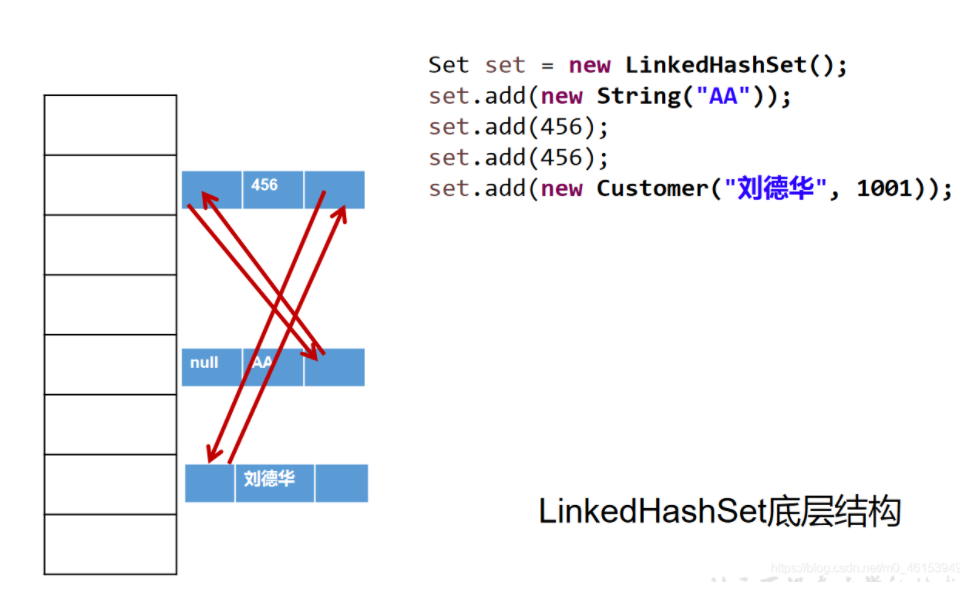 Set set = new LinkedHashSet();
set.add(new String("AA"));
set.add(456);
set.add(456);
set.add(new Customer("刘德华", 1001));
456
null AA
刘德华
LinkedHashSet底层结构
https://blog.csdn.net/m0_46153949